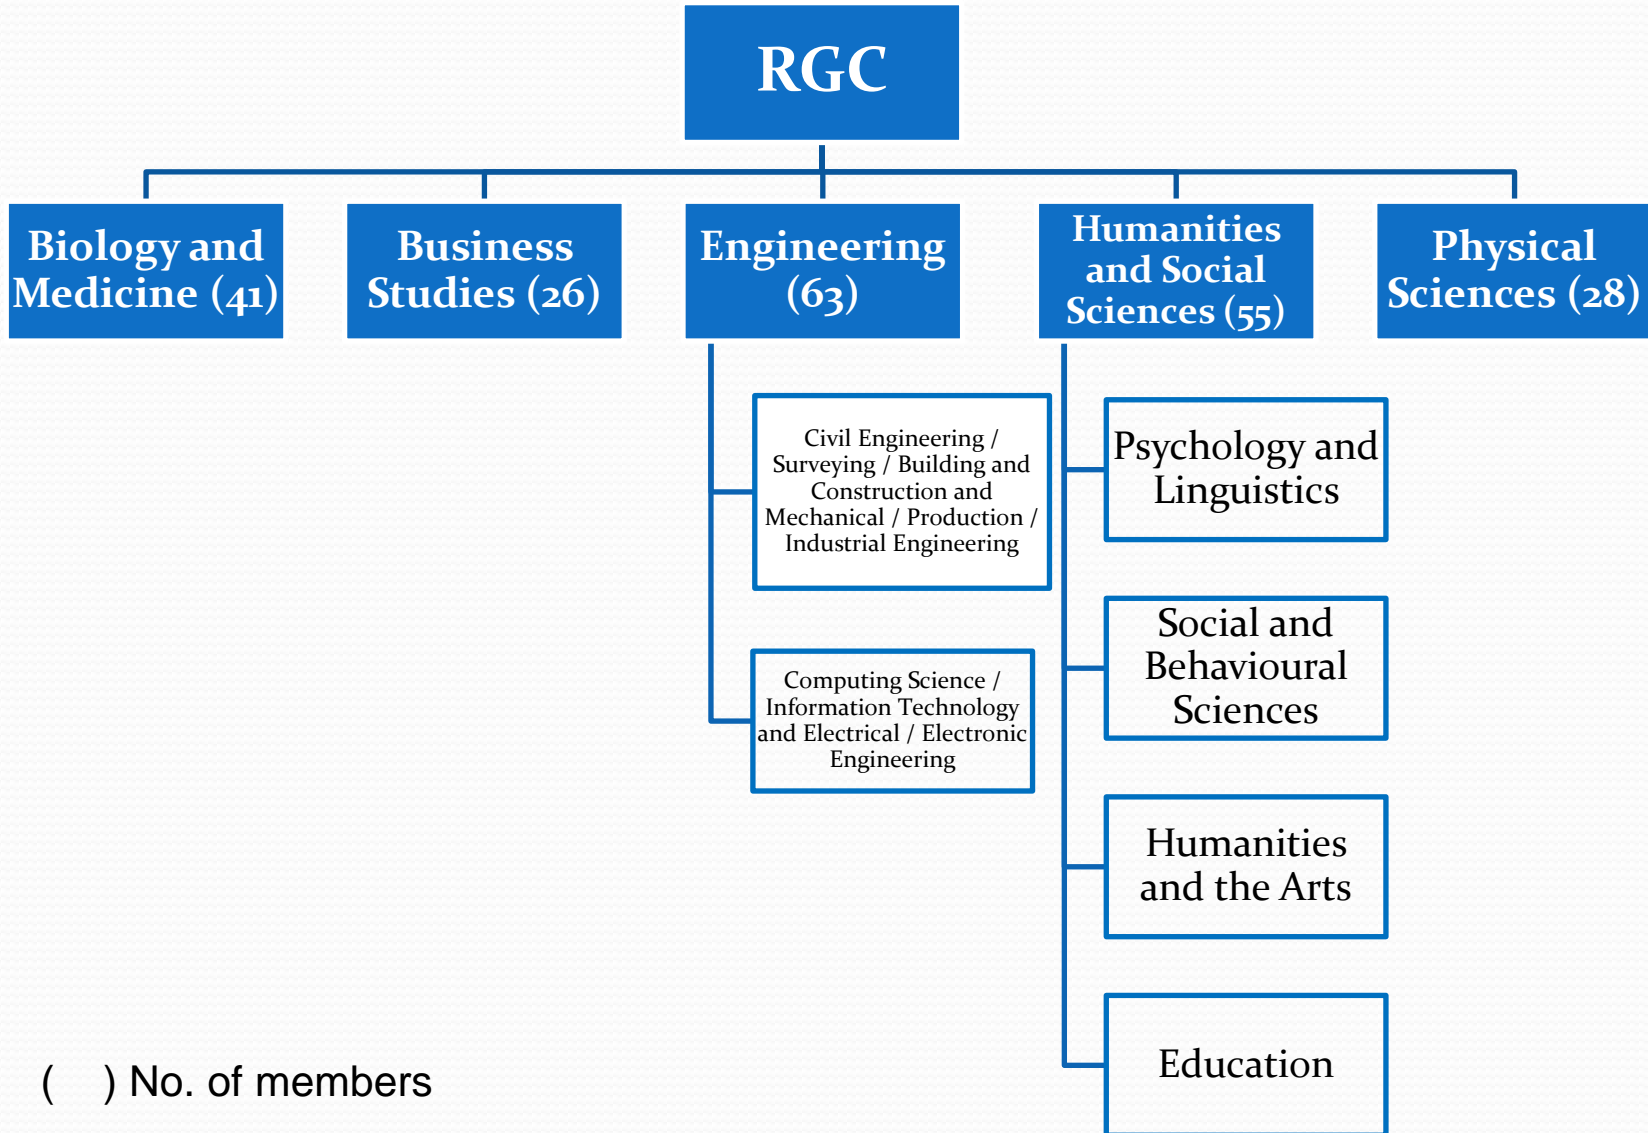 RGC
Biology and
Medicine (41)
Business
Studies (26)
Engineering
(63)
Humanities
and Social
Sciences (55)
Physical
Sciences (28)
Civil Engineering /
Surveying / Building and
Construction and
Mechanical / Production /
Industrial Engineering
Computing Science /
Information Technology
and Electrical / Electronic
Engineering
Psychology and
Linguistics
Social and
Behavioural
Sciences
Humanities
and the Arts
Education
(    ) No. of members